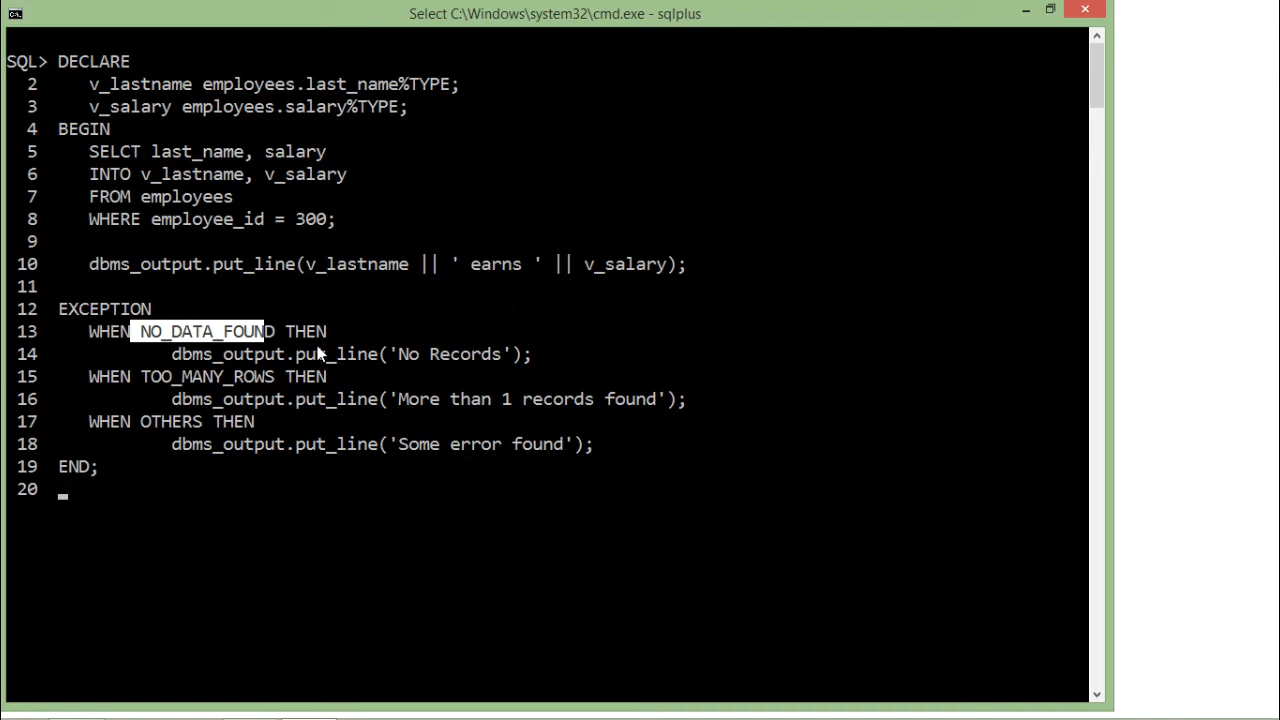 Select C:\Windows\system32\cmd.exe - sqlplus
SQL> DECLARE
2 v_lastname employees.last_name%TYPE;
3 v_salary employees.salary%TYPE;
4 BEGIN
5 SELCT last_name, salary
6 INTO v_lastname, v_salary
7 FROM employees
8 WHERE employee_id = 300;
9
10 dbms_output.put_line(v_lastname || ' earns ' || v_salary);
11
12 EXCEPTION
13 WHEN NO_DATA_FOUND THEN
14 dbms_output.put_line('No Records');
15 WHEN TOO_MANY_ROWS THEN
16 dbms_output.put_line('More than 1 records found');
17 WHEN OTHERS THEN
18 dbms_output.put_line('Some error found');
19 END;
20